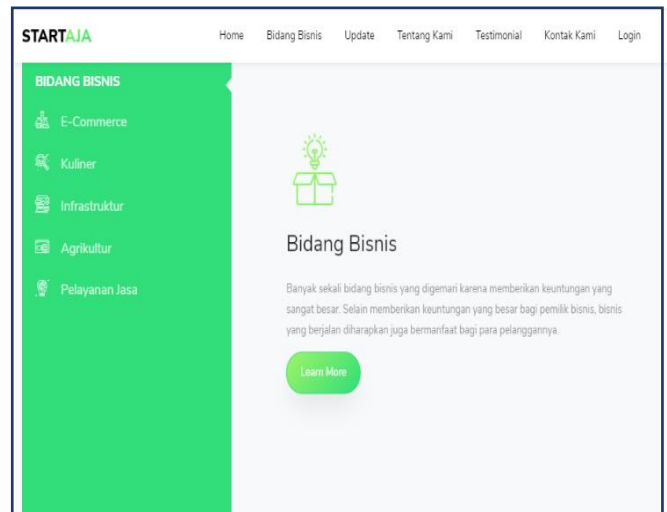 STARTAJA
Home Bidang Bisnis Update Tentang Kami Testimonial Kontak Kami Login
BIDANG BISNIS
E-Commerce
Kuliner
Infrastruktur
Agrikultur
Pelayanan Jasa
Bidang Bisnis
Banyak sekali bidang bisnis yang digemari karena memberikan keuntungan yang
sangat besar. Selain memberikan keuntungan yang besar bagi pemilik bisnis, bisnis
yang berjalan diharapkan juga bermanfaat bagi para pelanggannya.
Learn More